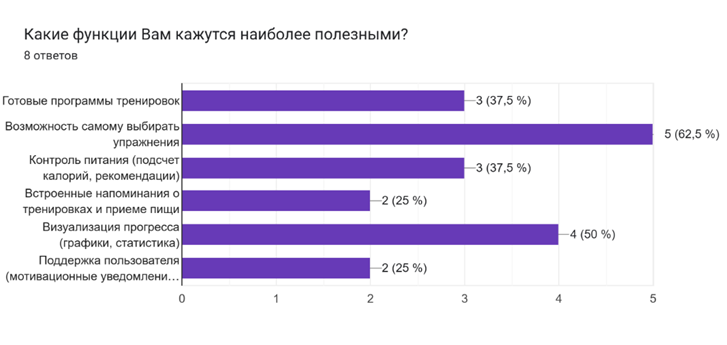 Какие функции Вам кажутся наиболее полезными?
8 ответов
Готовые программы тренировок
3 (37,5 %)
Возможность самому выбирать
упражнения
5 (62,5 %)
Контроль питания (подсчет
калорий, рекомендации)
3 (37,5 %)
Встроенные напоминания о
тренировках и приеме пищи
2 (25 %)
Визуализация прогресса
(графики, статистика)
4 (50 %)
Поддержка пользователя
(мотивационные уведомлени…
2 (25 %)
0 1 2 3 4 5